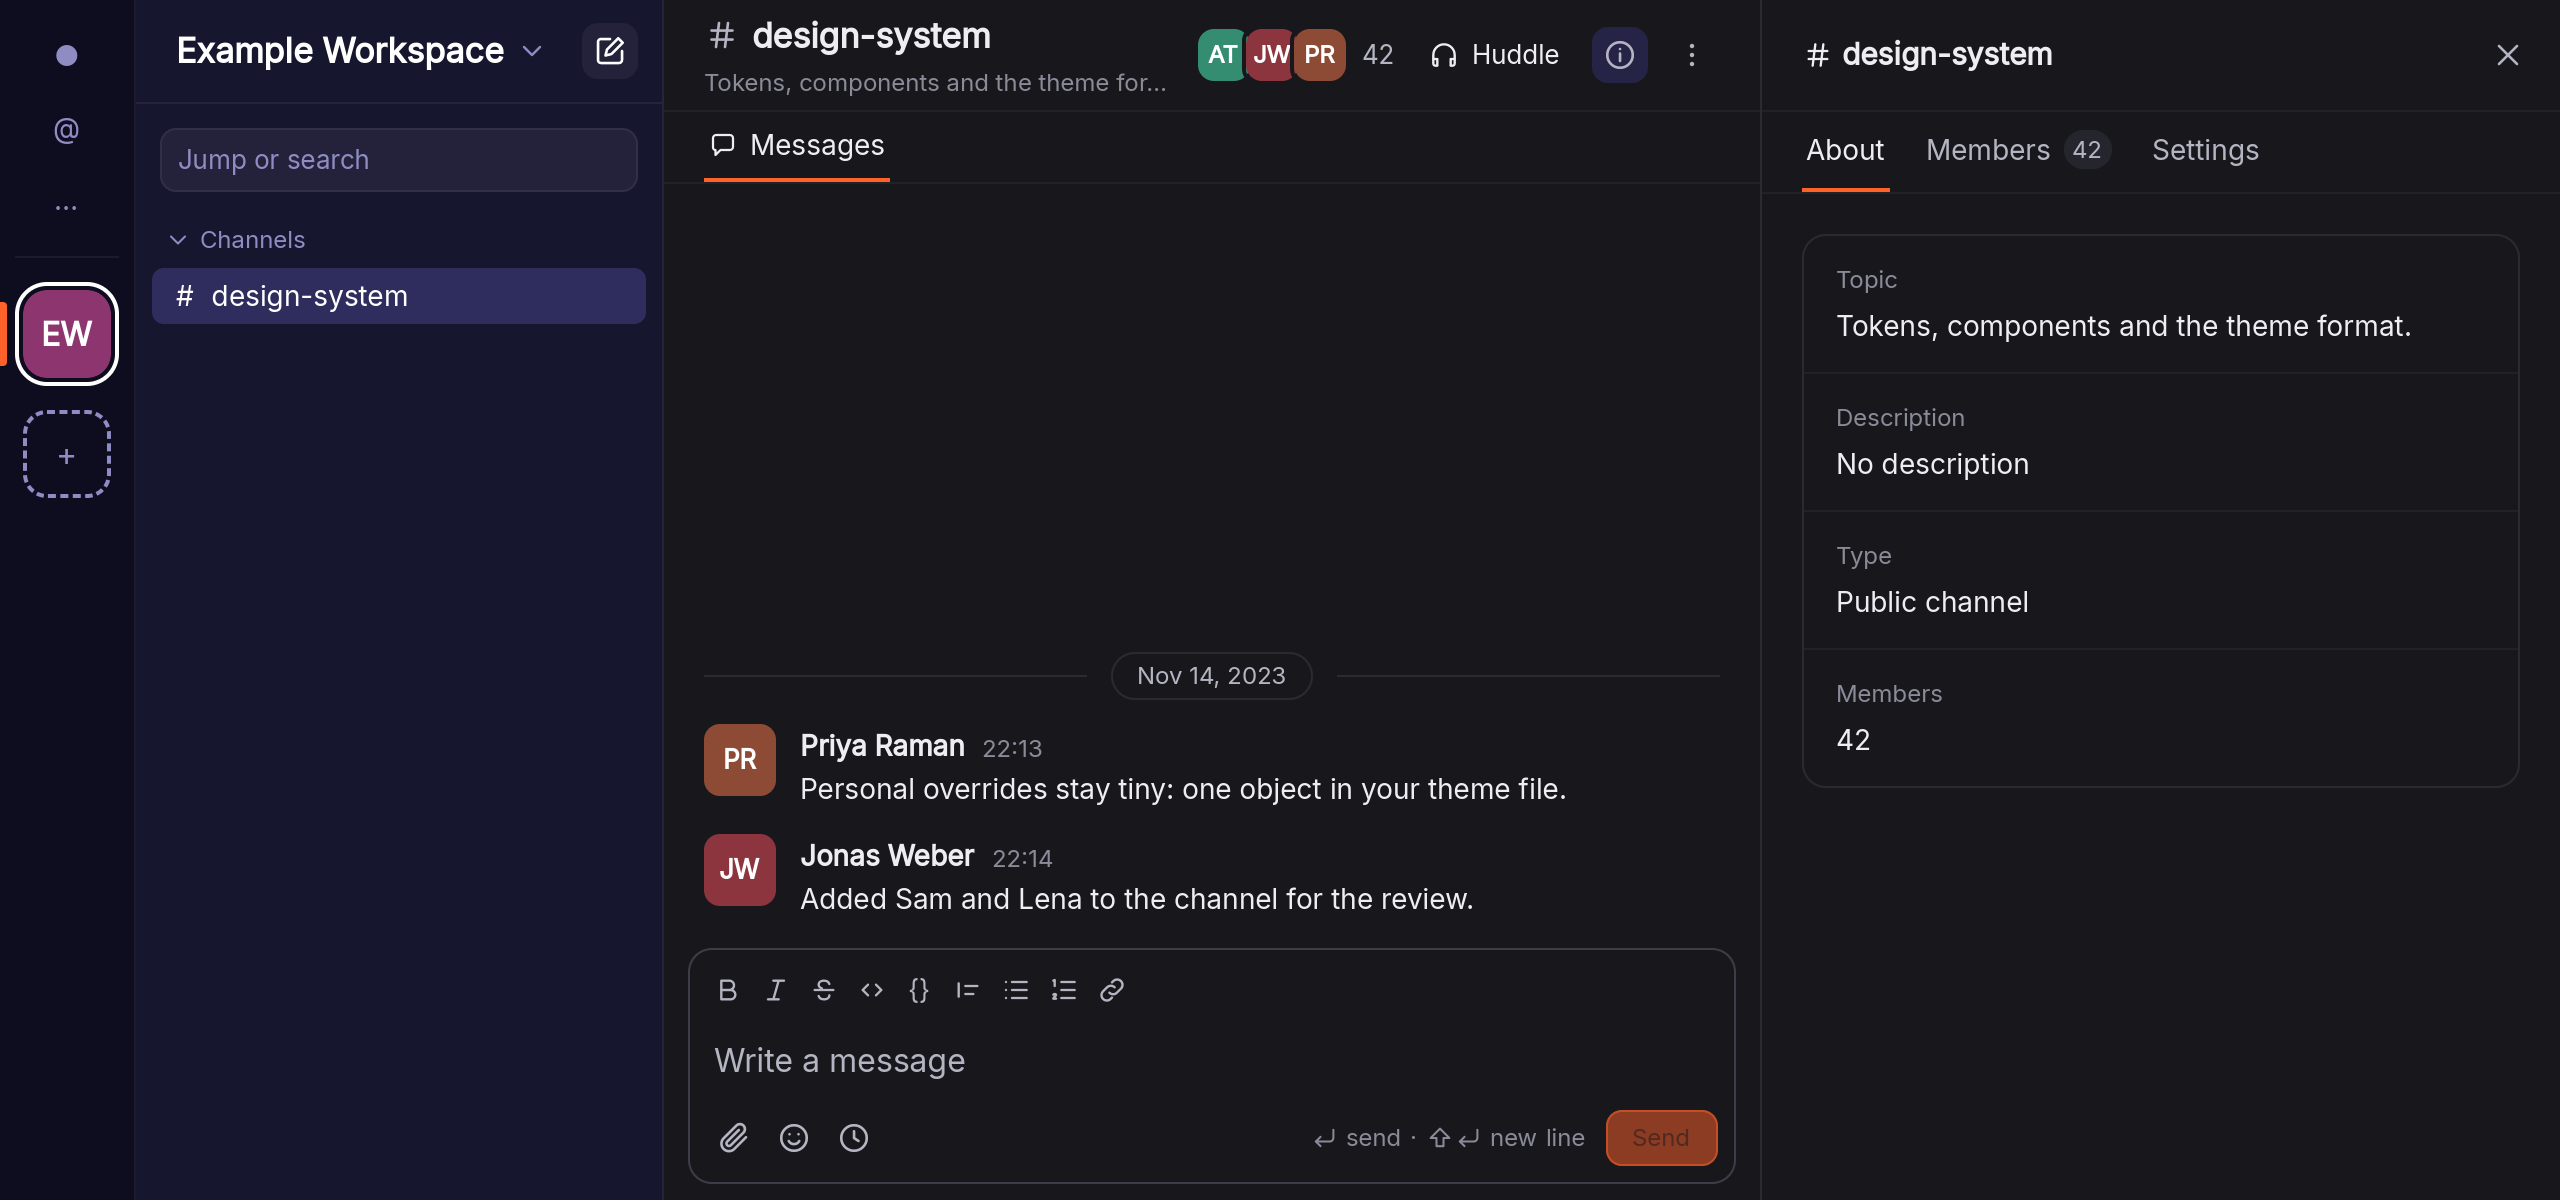 @
...
EW
+
Example Workspace
Jump or search
Channels
# design-system
# design-system
Tokens, components and the theme for...
AT JW PR 42
Huddle
Messages
Nov 14, 2023
PR
Priya Raman 22:13
Personal overrides stay tiny: one object in your theme file.
JW
Jonas Weber 22:14
Added Sam and Lena to the channel for the review.
Write a message
send · new line
Send
# design-system
About Members 42 Settings
Topic
Tokens, components and the theme format.
Description
No description
Type
Public channel
Members
42